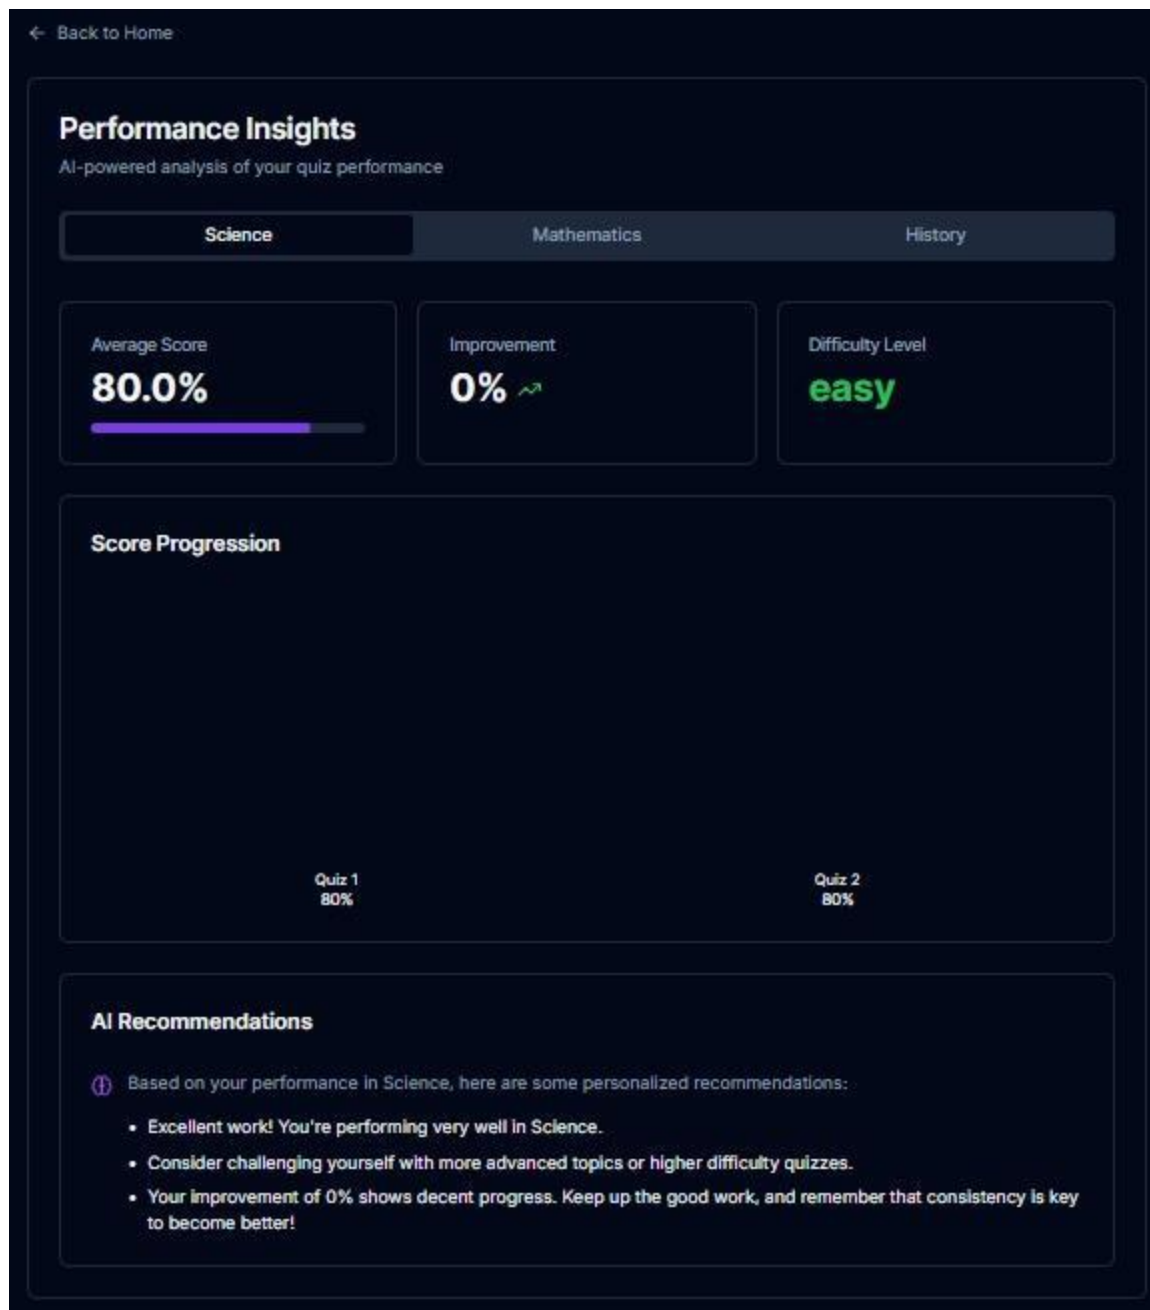 Back to Home
Performance Insights
AI-powered analysis of your quiz performance
Science
Mathematics
History
Average Score
80.0%
Improvement
0%
Difficulty Level
easy
Score Progression
Quiz 1
80%
Quiz 2
80%
AI Recommendations
Based on your performance in Science, here are some personalized recommendations:
• Excellent work! You're performing very well in Science.
• Consider challenging yourself with more advanced topics or higher difficulty quizzes.
• Your improvement of 0% shows decent progress. Keep up the good work, and remember that consistency is key
to become better!